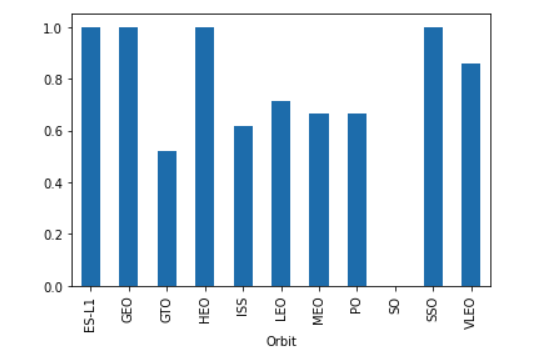 1.0
0.8
0.6
0.4
0.2
0.0
ES-L1
GEO
GTO
HEO
ISS
LEO
MEO
PO
SO
SSO
VLEO
Orbit